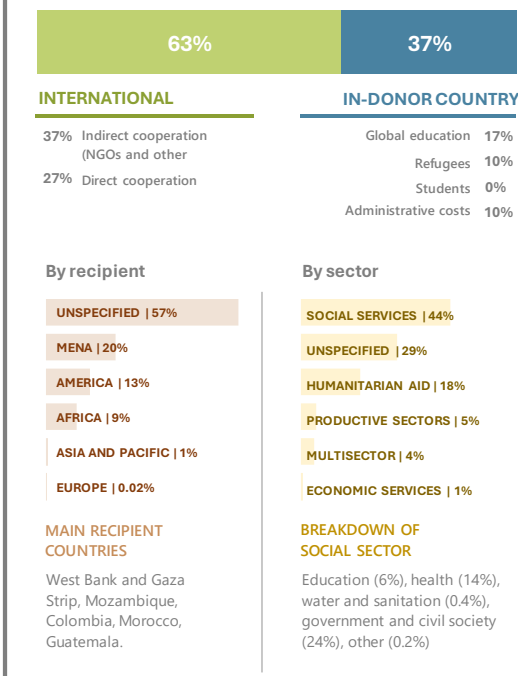 63%
37%
INTERNATIONAL
37% Indirect cooperation
(NGOs and other
27% Direct cooperation
IN-DONOR COUNTRY
Global education 17%
Refugees 10%
Students 0%
Administrative costs 10%
By recipient
UNSPECIFIED | 57%
MENA | 20%
AMERICA | 13%
AFRICA | 9%
ASIA AND PACIFIC | 1%
EUROPE | 0.02%
MAIN RECIPIENT
COUNTRIES
West Bank and Gaza
Strip, Mozambique,
Colombia, Morocco,
Guatemala.
By sector
SOCIAL SERVICES | 44%
UNSPECIFIED | 29%
HUMANITARIAN AID | 18%
PRODUCTIVE SECTORS | 5%
MULTISECTOR | 4%
ECONOMIC SERVICES | 1%
BREAKDOWN OF
SOCIAL SECTOR
Education (6%), health (14%),
water and sanitation (0.4%),
government and civil society
(24%), other (0.2%)